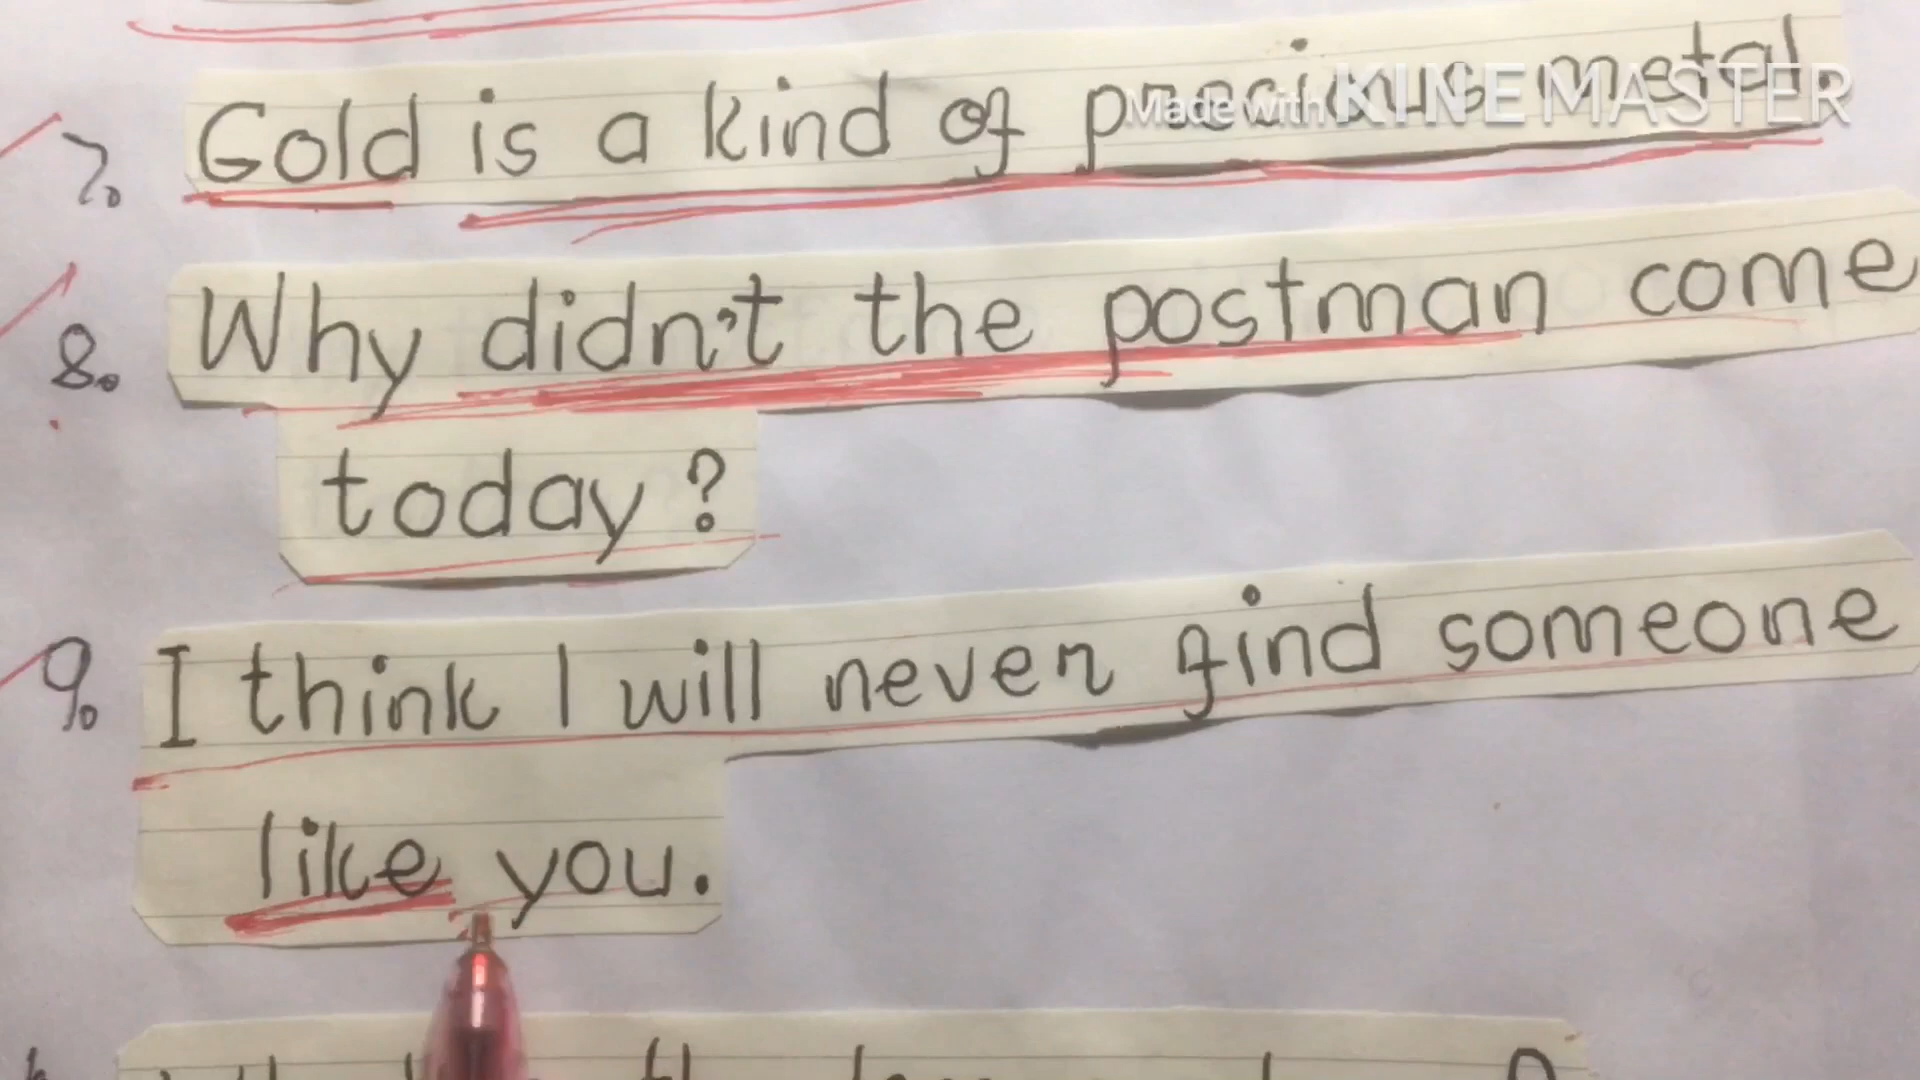 7. Gold is a kind of precious metal.
Made with KINEMASTER
8. Why didn't the postman come
today?
9. I think I will never find someone
like you.